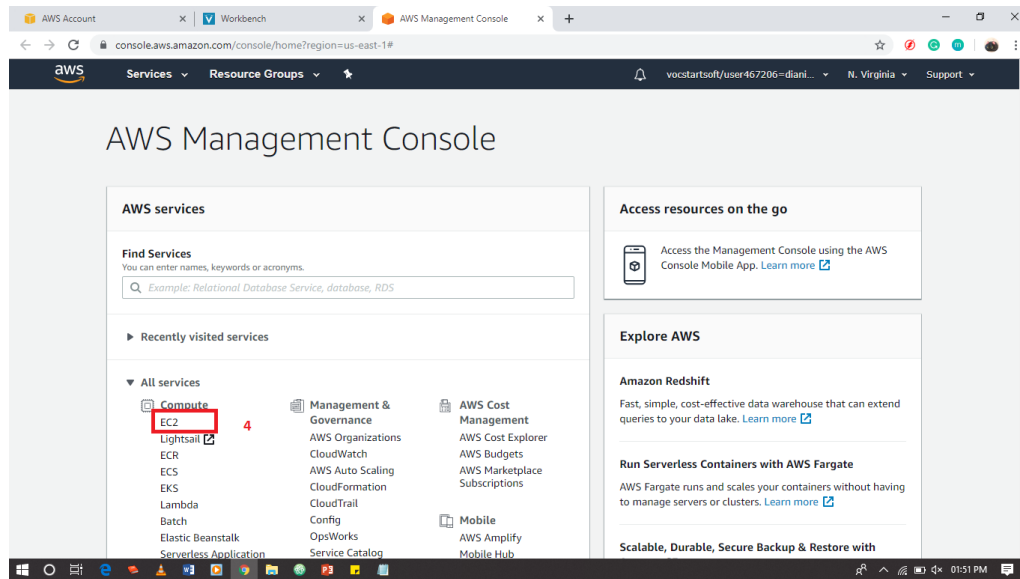 AWS Account
Workbench
AWS Management Console
console.aws.amazon.com/console/home?region=us-east-1#
aws
Services
Resource Groups
vocstartsoft/user467206=diani...
N. Virginia
Support
AWS Management Console
AWS services
Find Services
You can enter names, keywords or acronyms.
Example: Relational Database Service, database, RDS
Recently visited services
All services
Compute
EC2
4
Lightsail
ECR
ECS
EKS
Lambda
Batch
Elastic Beanstalk
Serverless Application
Management &
Governance
AWS Organizations
CloudWatch
AWS Auto Scaling
CloudFormation
CloudTrail
Config
OpsWorks
Service Catalog
AWS Cost
Management
AWS Cost Explorer
AWS Budgets
AWS Marketplace
Subscriptions
Mobile
AWS Amplify
Mobile Hub
Access resources on the go
Access the Management Console using the AWS
Console Mobile App. Learn more
Explore AWS
Amazon Redshift
Fast, simple, cost-effective data warehouse that can extend
queries to your data lake. Learn more
Run Serverless Containers with AWS Fargate
AWS Fargate runs and scales your containers without having
to manage servers or clusters. Learn more
Scalable, Durable, Secure Backup & Restore with
01:51 PM